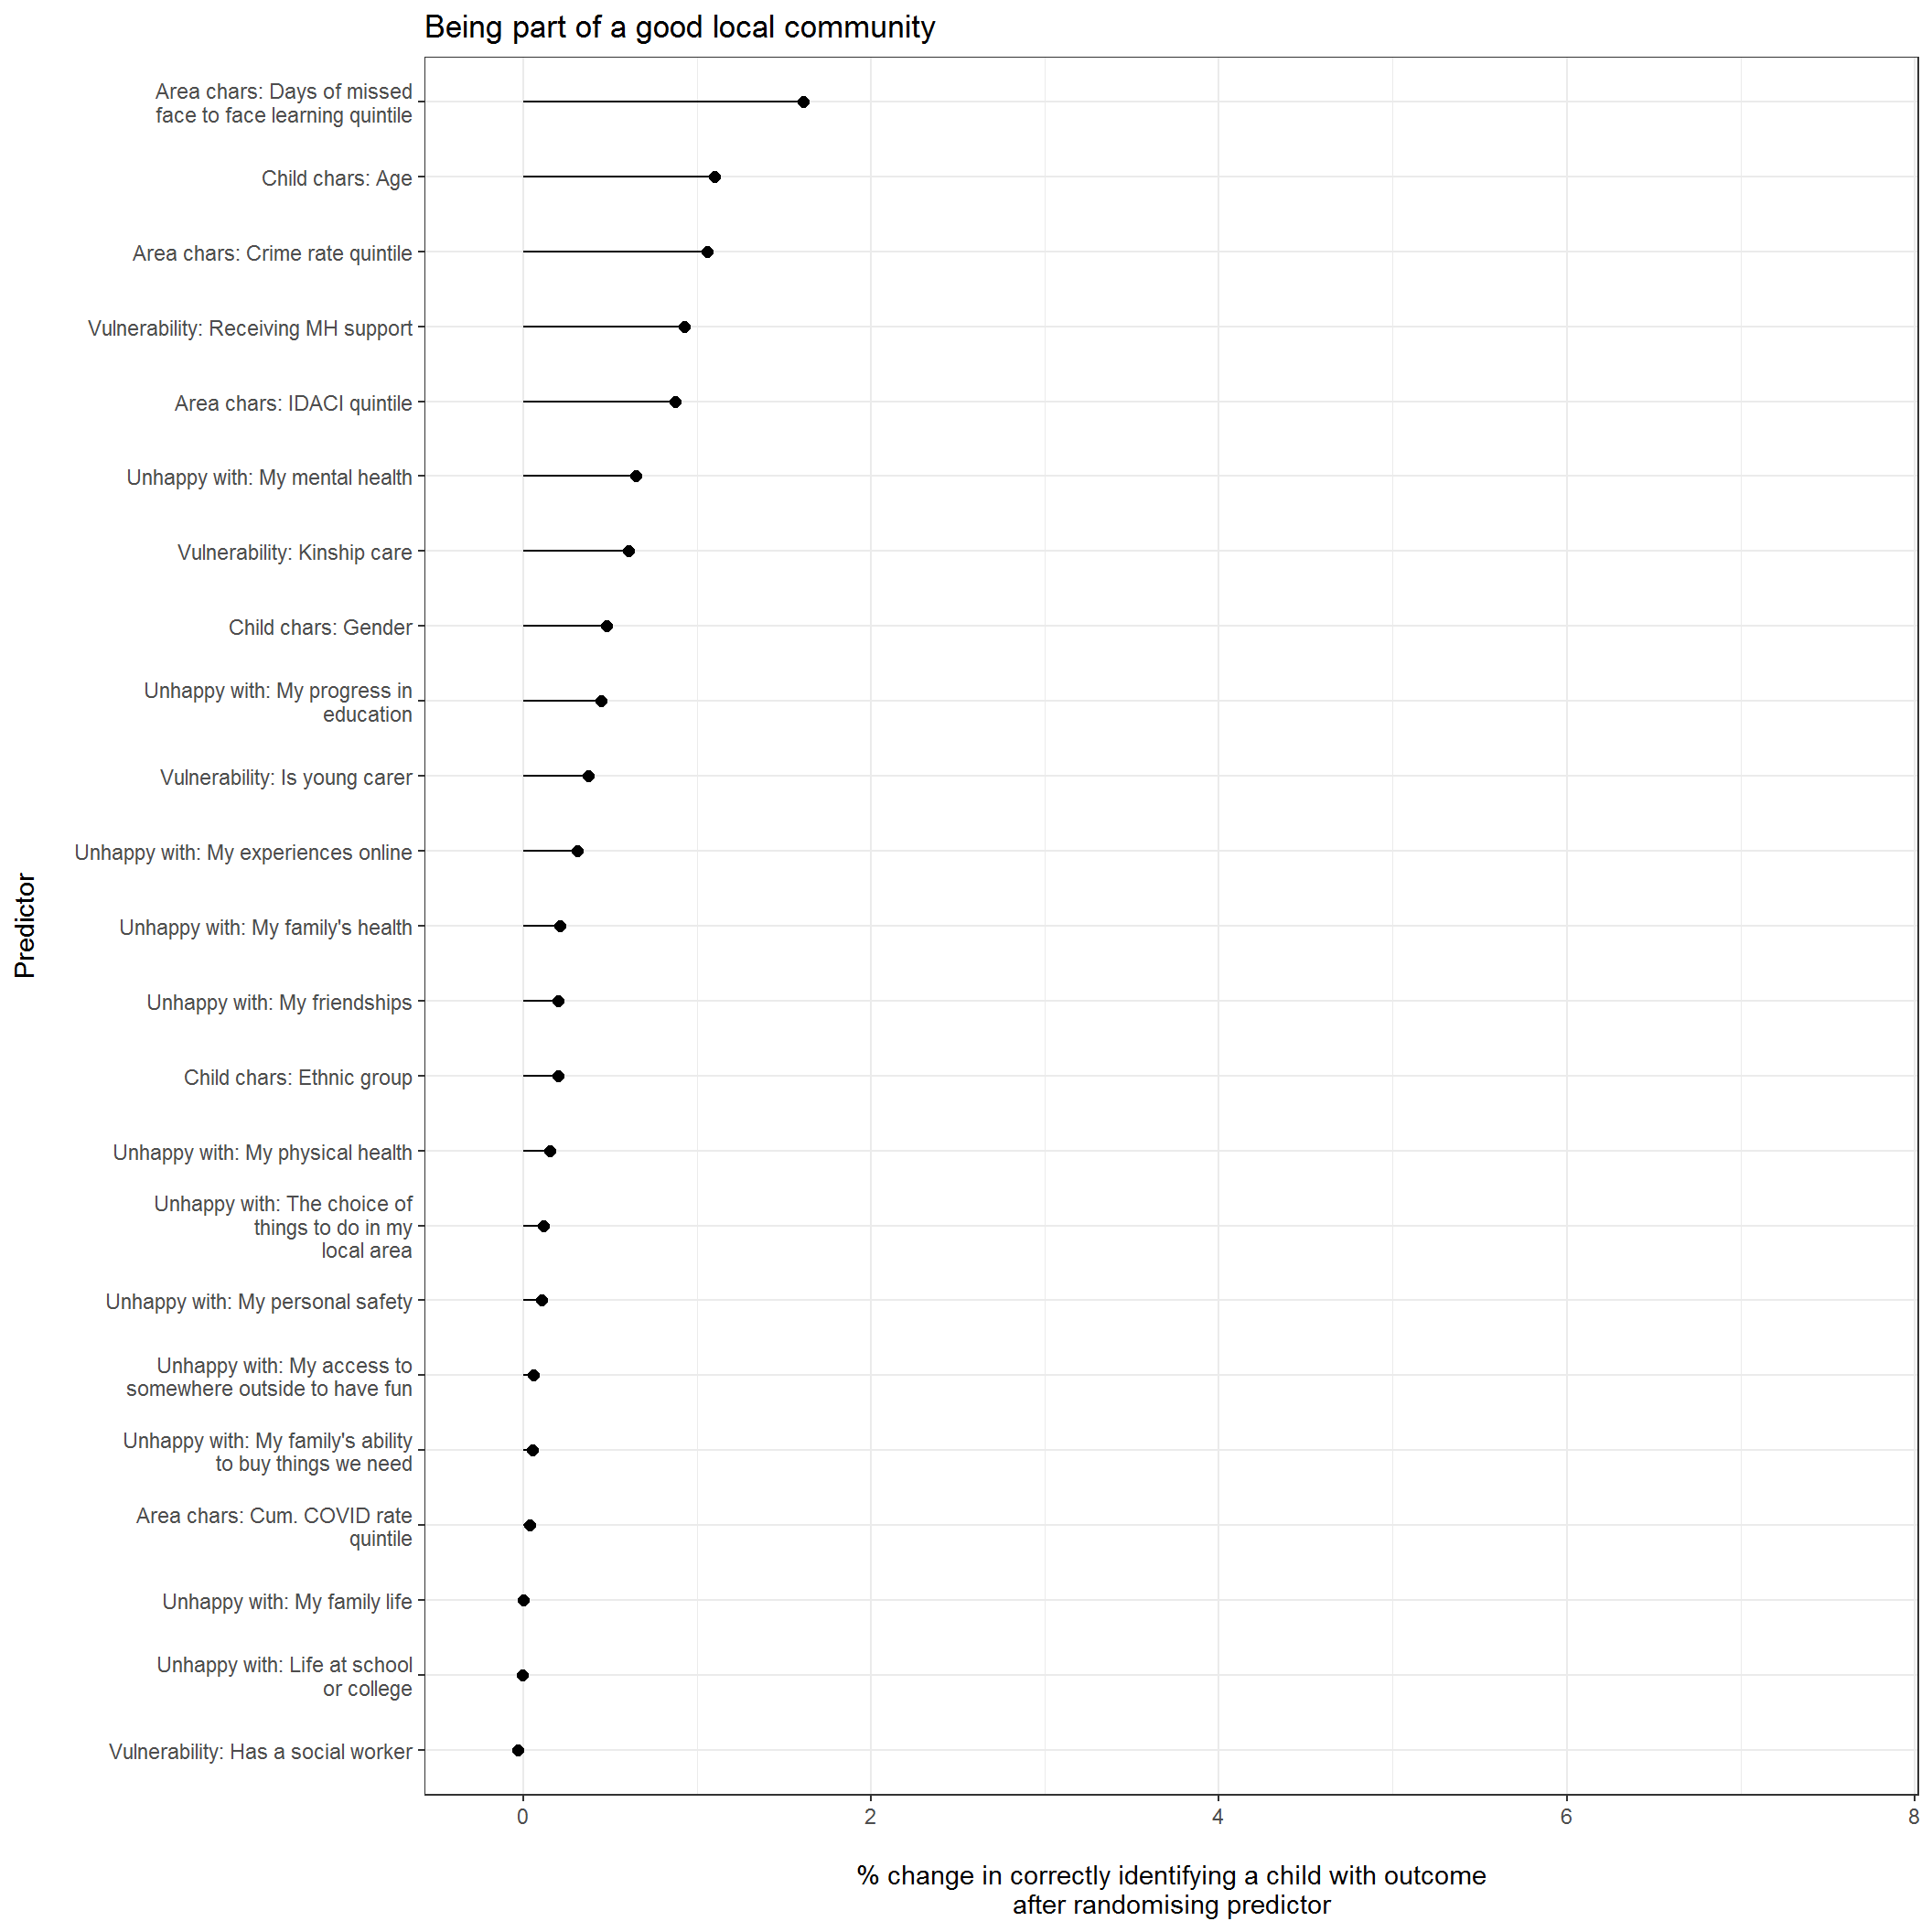 Being part of a good local community
Area chars: Days of missed
face to face learning quintile
Child chars: Age
Area chars: Crime rate quintile
Vulnerability: Receiving MH support
Area chars: IDACI quintile
Unhappy with: My mental health
Vulnerability: Kinship care
Child chars: Gender
Unhappy with: My progress in
education
Vulnerability: Is young carer
Unhappy with: My experiences online
Unhappy with: My family's health
Unhappy with: My friendships
Child chars: Ethnic group
Unhappy with: My physical health
Unhappy with: The choice of
things to do in my
local area
Unhappy with: My personal safety
Unhappy with: My access to
somewhere outside to have fun
Unhappy with: My family's ability
to buy things we need
Area chars: Cum. COVID rate
quintile
Unhappy with: My family life
Unhappy with: Life at school
or college
Vulnerability: Has a social worker
Predictor
0 2 4 6 8
% change in correctly identifying a child with outcome
after randomising predictor